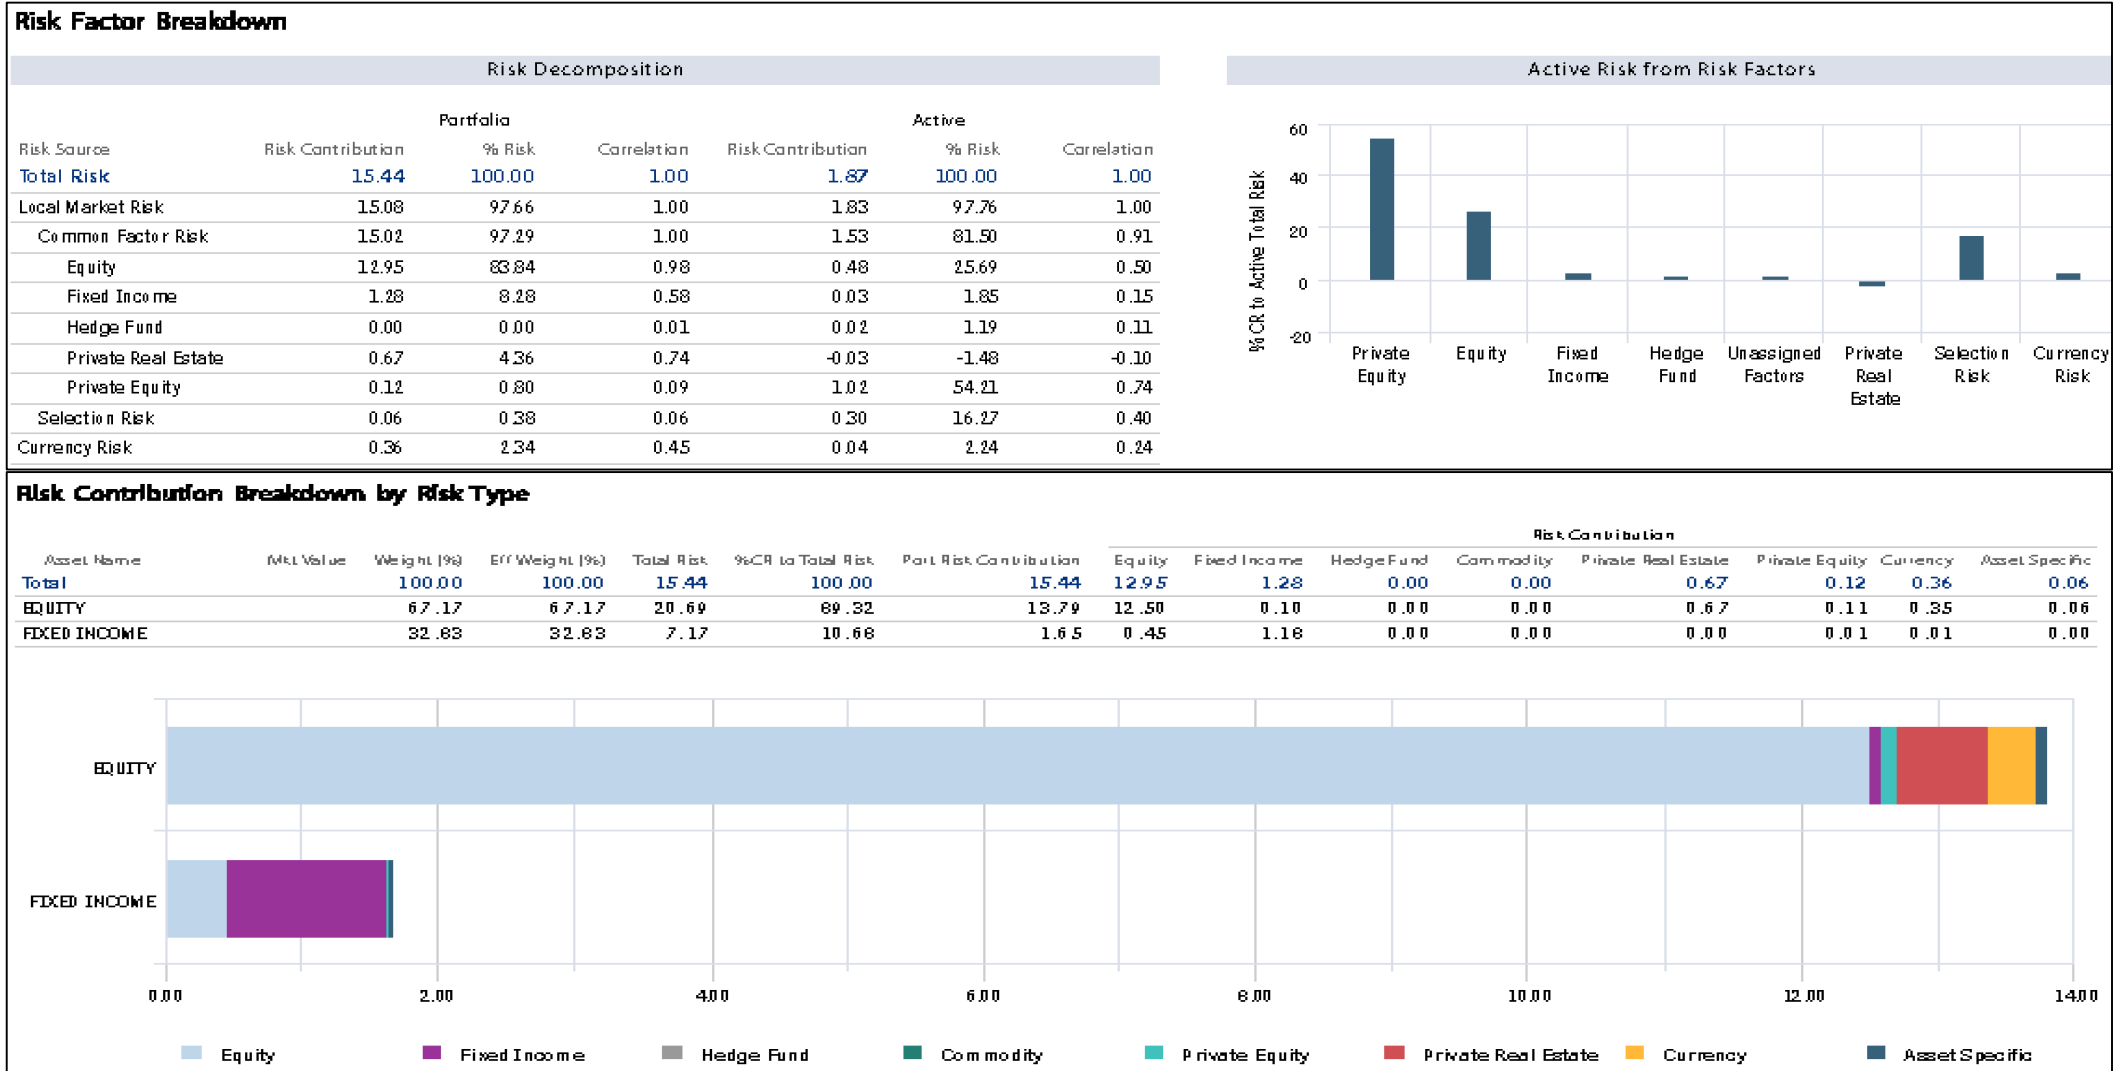 Risk Factor Breakdown
Risk Decomposition
Portfolio Active
Risk Source Risk Contribution % Risk Correlation Risk Contribution % Risk Correlation
Total Risk 15.44 100.00 1.00 1.87 100.00 1.00
Local Market Risk 15.08 97.66 1.00 1.83 97.76 1.00
Common Factor Risk 15.02 97.29 1.00 1.53 81.50 0.91
Equity 12.95 83.84 0.98 0.48 25.69 0.50
Fixed Income 1.28 8.28 0.58 0.03 1.85 0.15
Hedge Fund 0.00 0.00 0.01 0.02 1.19 0.11
Private Real Estate 0.67 4.36 0.74 -0.03 -1.48 -0.10
Private Equity 0.12 0.80 0.09 1.02 54.21 0.74
Selection Risk 0.06 0.38 0.06 0.30 16.27 0.40
Currency Risk 0.36 2.34 0.45 0.04 2.24 0.24
Active Risk from Risk Factors
% CR to Active Total Risk
60
40
20
0
-20
Private Equity Fixed Hedge Unassigned Private Selection Currency
Equity Income Fund Factors Real Risk Risk
Estate
Risk Contribution Breakdown by Risk Type
Risk Contribution
Asset Name Mkt Value Weight (%) Eff Weight (%) Total Risk %CR to Total Risk Port Risk Contribution Equity Fixed Income Hedge Fund Commodity Private Real Estate Private Equity Currency Asset Specific
Total 100.00 100.00 15.44 100.00 15.44 12.95 1.28 0.00 0.00 0.67 0.12 0.36 0.06
EQUITY 67.17 67.17 20.69 89.32 13.79 12.50 0.10 0.00 0.00 0.67 0.11 0.35 0.06
FIXED INCOME 32.83 32.83 7.17 10.68 1.65 0.45 1.18 0.00 0.00 0.00 0.01 0.01 0.00
EQUITY
FIXED INCOME
0.00 2.00 4.00 6.00 8.00 10.00 12.00 14.00
Equity Fixed Income Hedge Fund Commodity Private Equity Private Real Estate Currency Asset Specific